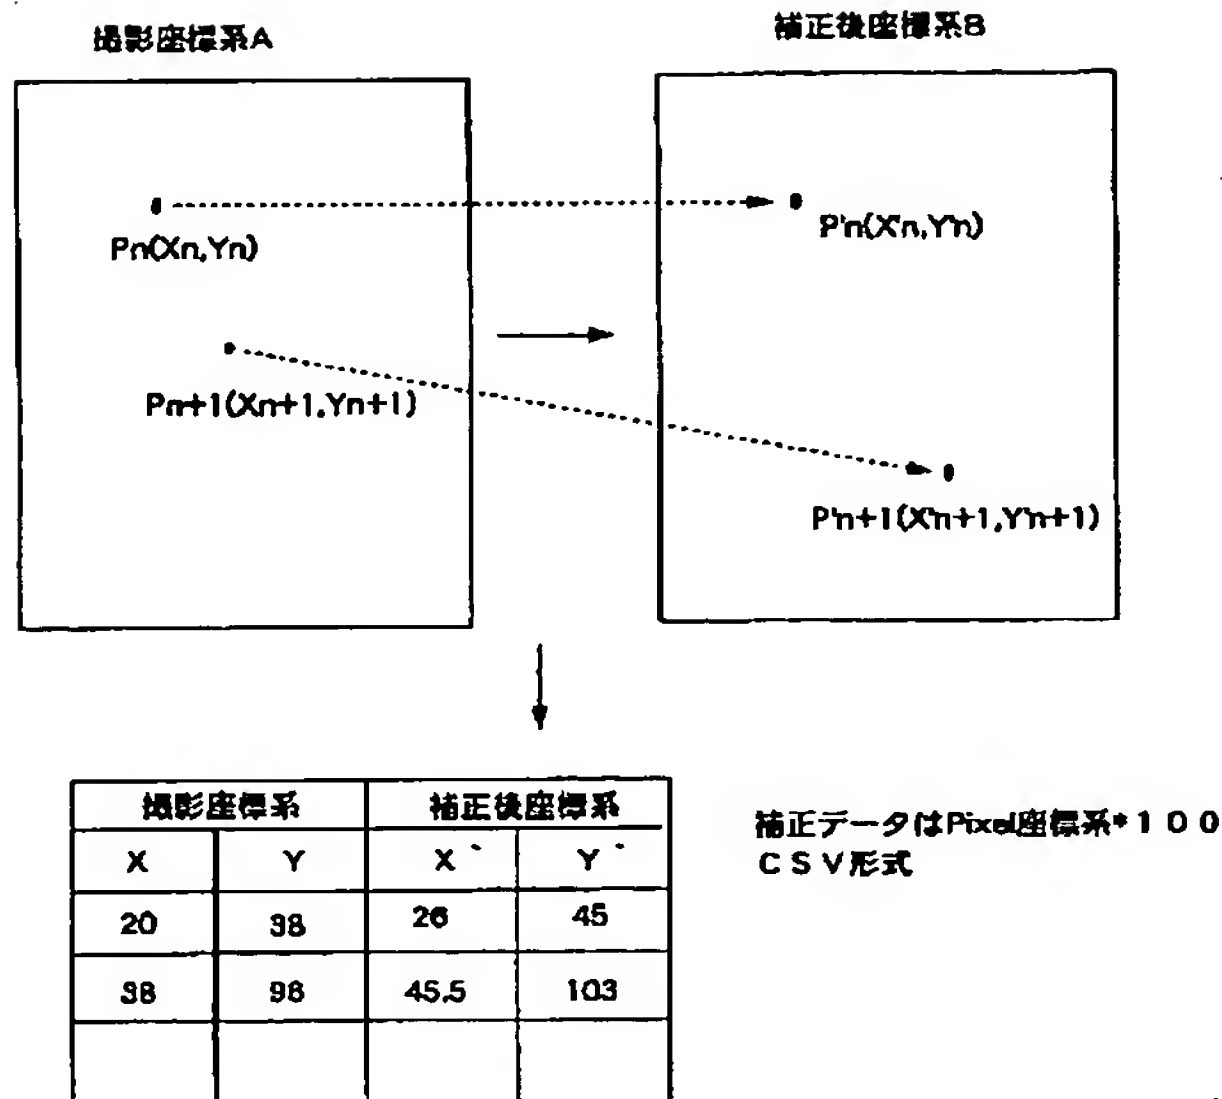 撮影座標系A
補正後座標系B
Pn(Xn,Yn)
P'n(X'n,Y'n)
Pn+1(Xn+1,Yn+1)
P'n+1(X'n+1,Y'n+1)
撮影座標系 補正後座標系
X Y X` Y`
20 38 26 45
38 98 45.5 103
補正データはPixel座標系*100
CSV形式